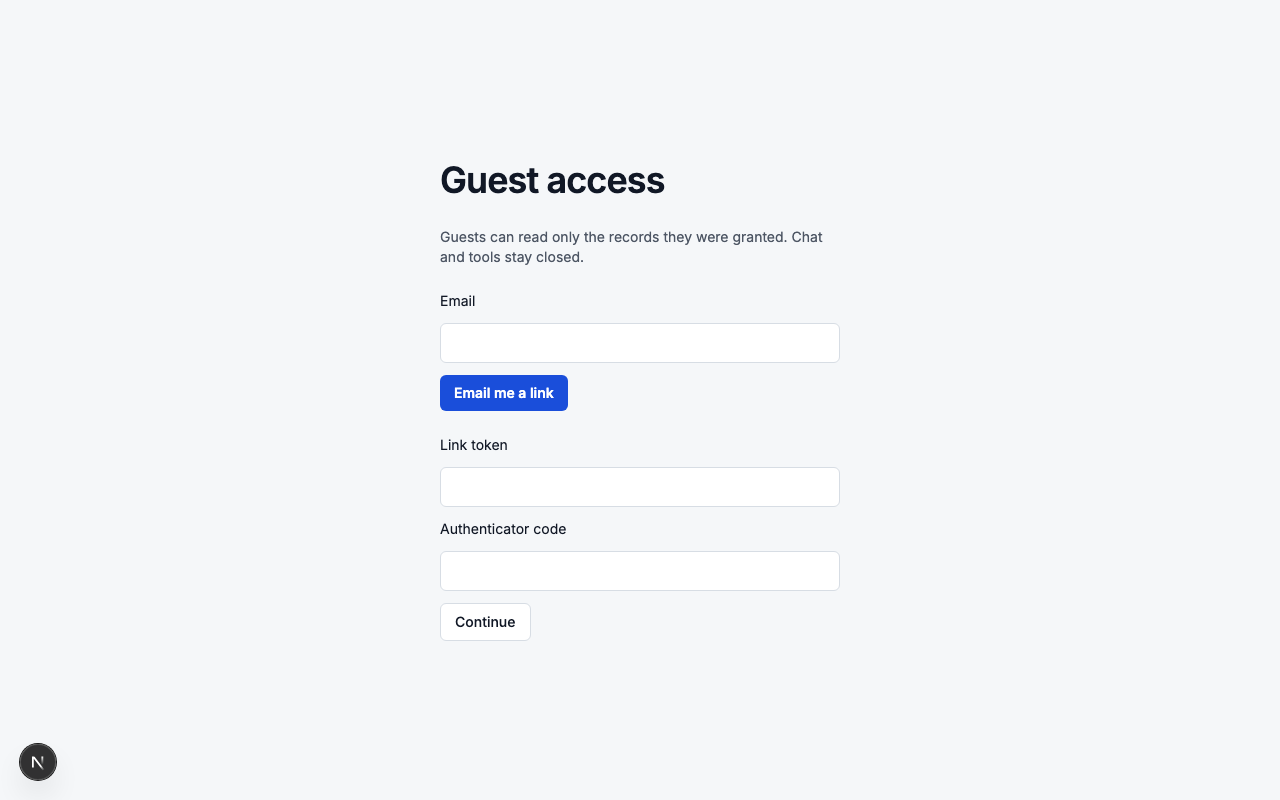 Guest access
Guests can read only the records they were granted. Chat
and tools stay closed.
Email
Email me a link
Link token
Authenticator code
Continue
N